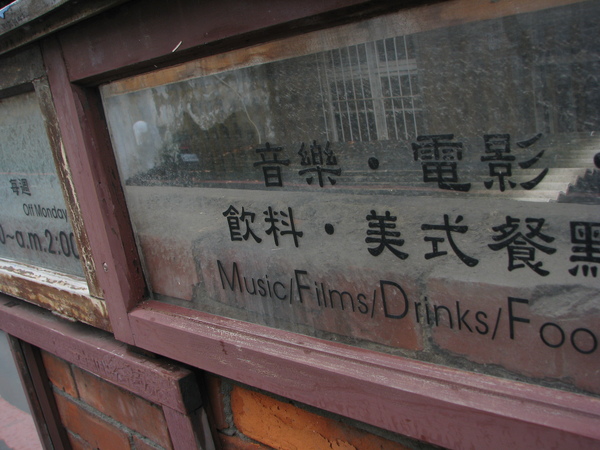 每週
Off Monday
0~a.m.2:00
音樂・電影・
飲料・美式餐點
Music/Films/Drinks/Foo